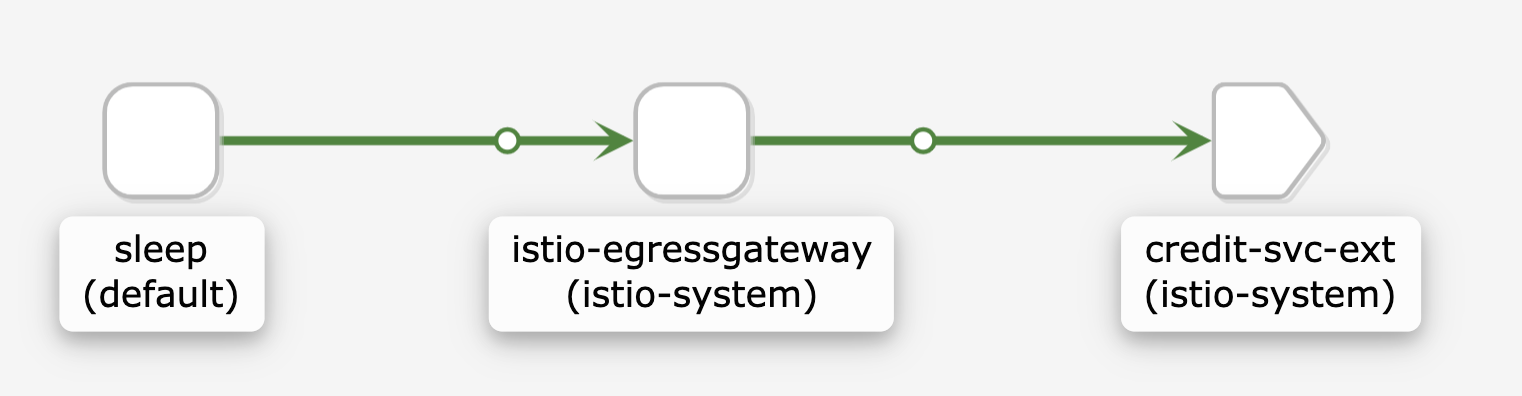 sleep
(default)
istio-egressgateway
(istio-system)
credit-svc-ext
(istio-system)